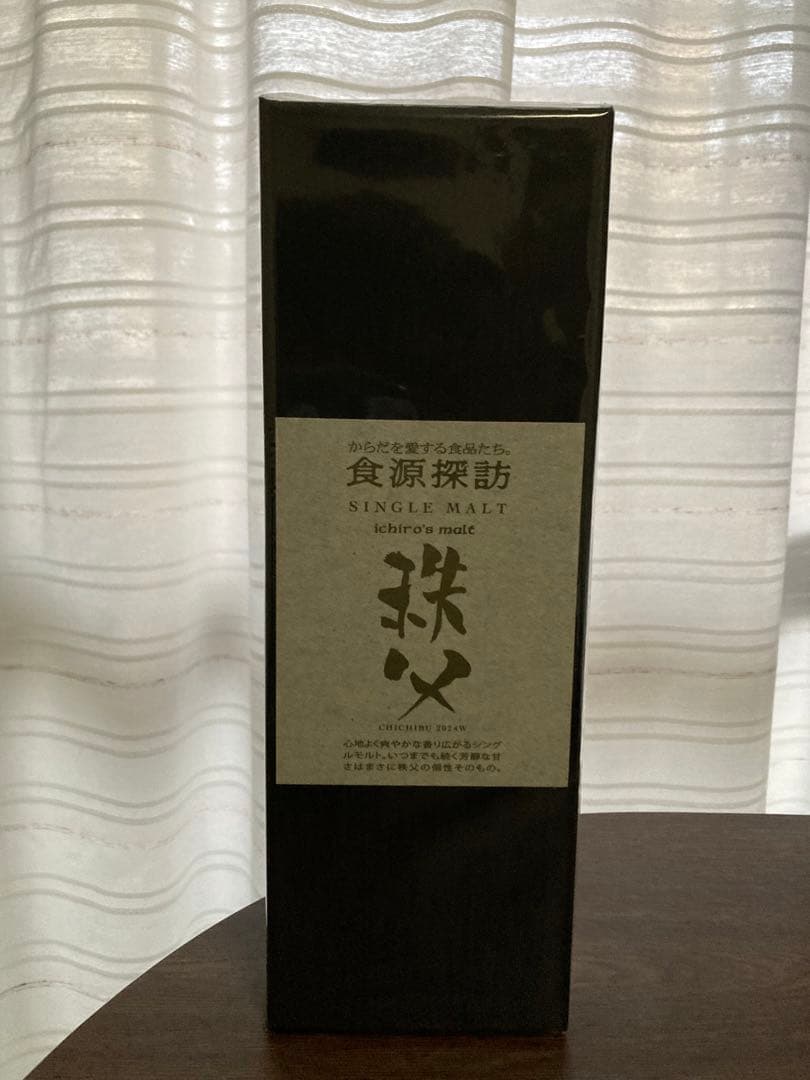 からだを愛する食品たち。
食源探訪
SINGLE MALT
ichiro's malt
秩
父
CHICHIBU 2024W
心地よく爽やかな香り広がるシング
ルモルト。いつまでも続く芳醇な甘
さはまさに秩父の個性そのもの。